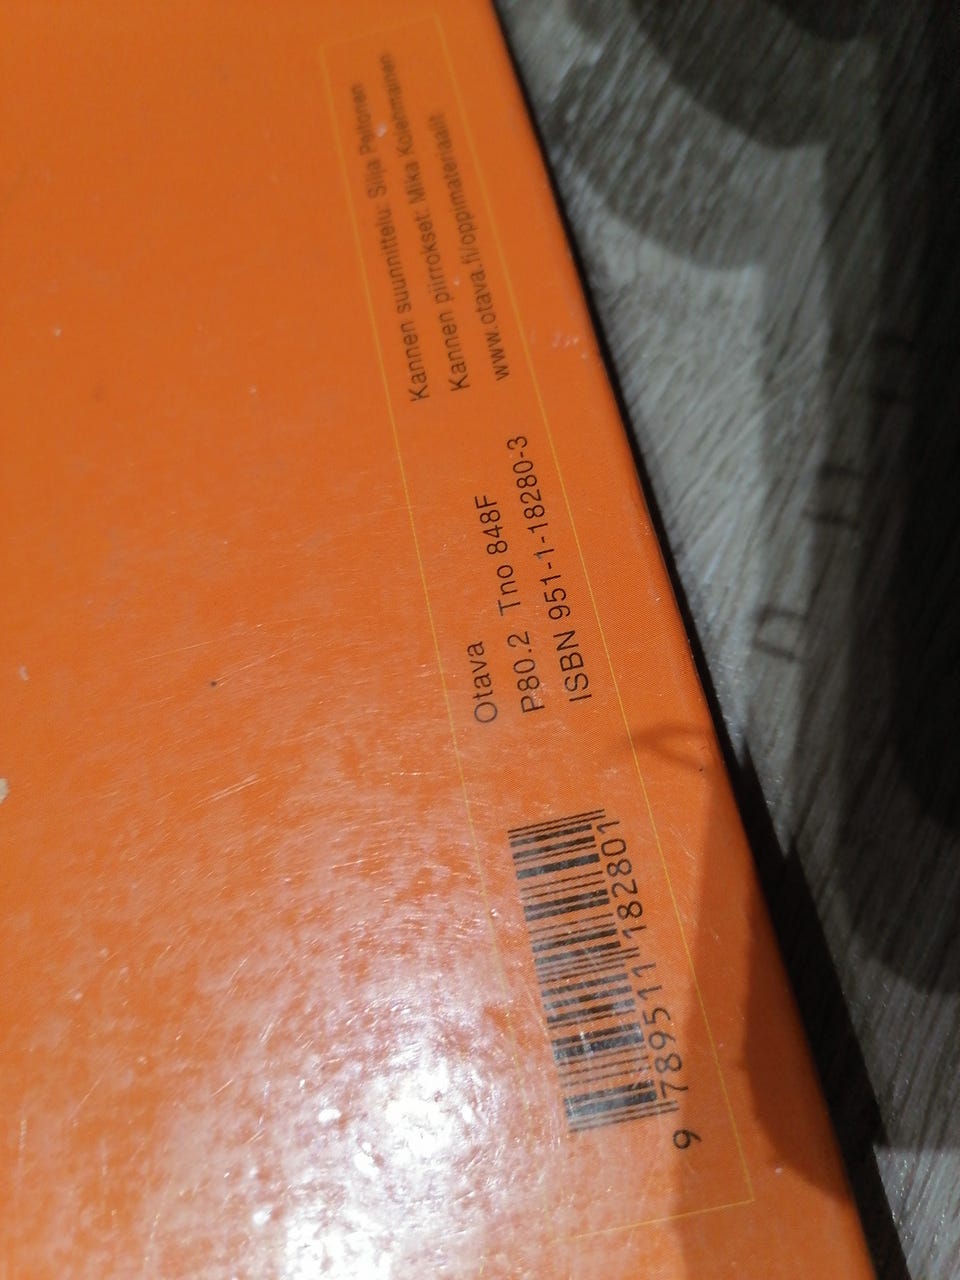 Kannen suunnittelu: Silja Peltonen
Kannen piirrokset: Mika Kolehmainen
www.otava.fi/oppimateriaalit
Otava
P80.2 Tno 848F
ISBN 951-1-18280-3
9 789511 182801